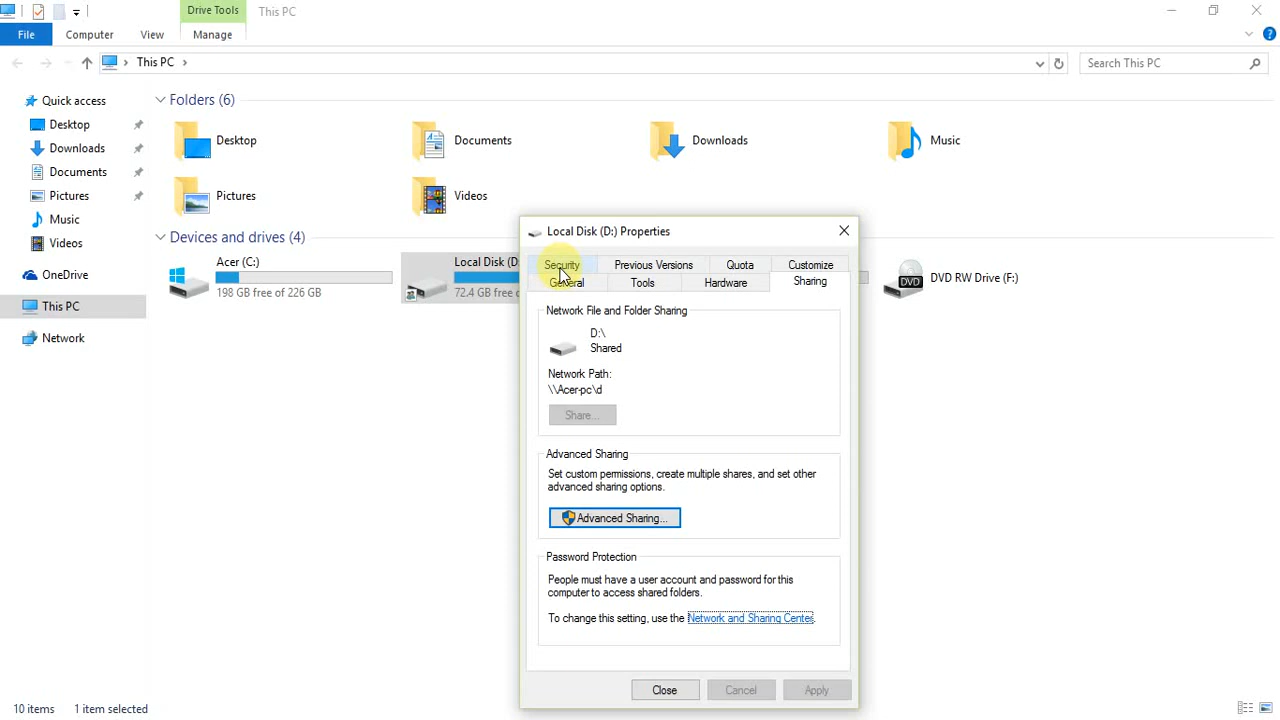 Drive Tools
This PC
File
Computer
View
Manage
This PC
Search This PC
Quick access
Desktop
Downloads
Documents
Pictures
Music
Videos
OneDrive
This PC
Network
Folders (6)
Desktop
Documents
Downloads
Music
Pictures
Videos
Devices and drives (4)
Acer (C:)
198 GB free of 226 GB
Local Disk (D:
72.4 GB free o
DVD
DVD RW Drive (F:)
Local Disk (D:) Properties
Security
Previous Versions
Quota
Customize
General
Tools
Hardware
Sharing
Network File and Folder Sharing
D:\
Shared
Network Path:
\\Acer-pc\d
Share...
Advanced Sharing
Set custom permissions, create multiple shares, and set other
advanced sharing options.
Advanced Sharing...
Password Protection
People must have a user account and password for this
computer to access shared folders.
To change this setting, use the Network and Sharing Center.
Close
Cancel
Apply
10 items
1 item selected